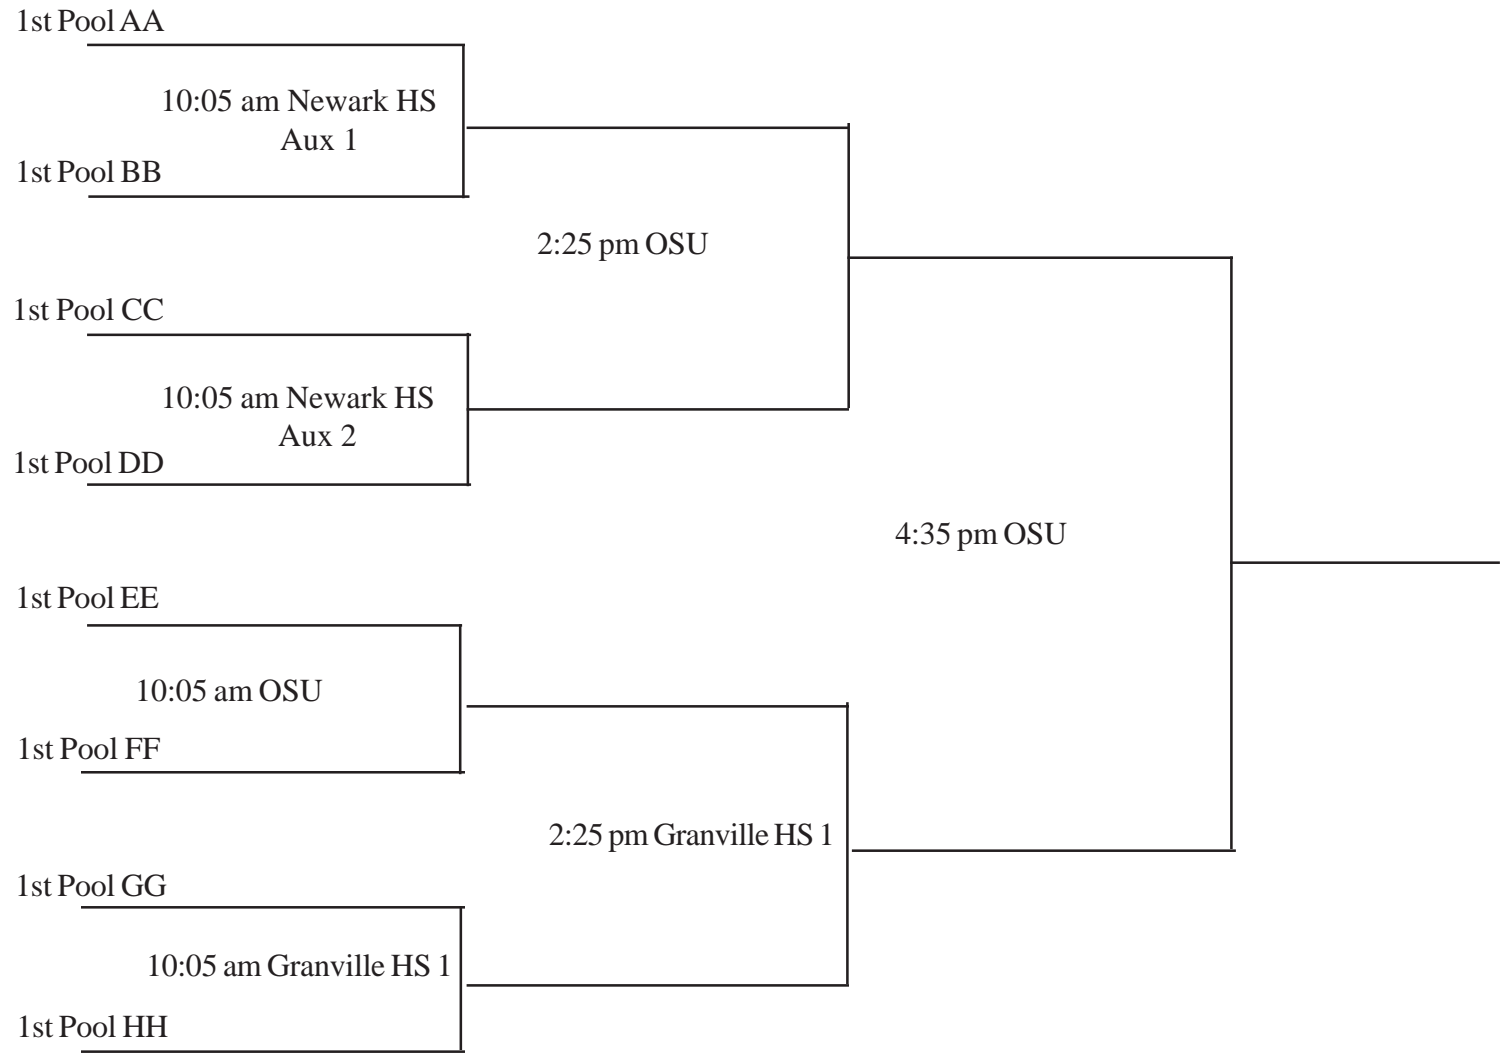 1st Pool AA
10:05 am Newark HS
Aux 1
1st Pool BB
2:25 pm OSU
1st Pool CC
10:05 am Newark HS
Aux 2
1st Pool DD
4:35 pm OSU
1st Pool EE
10:05 am OSU
1st Pool FF
2:25 pm Granville HS 1
1st Pool GG
10:05 am Granville HS 1
1st Pool HH